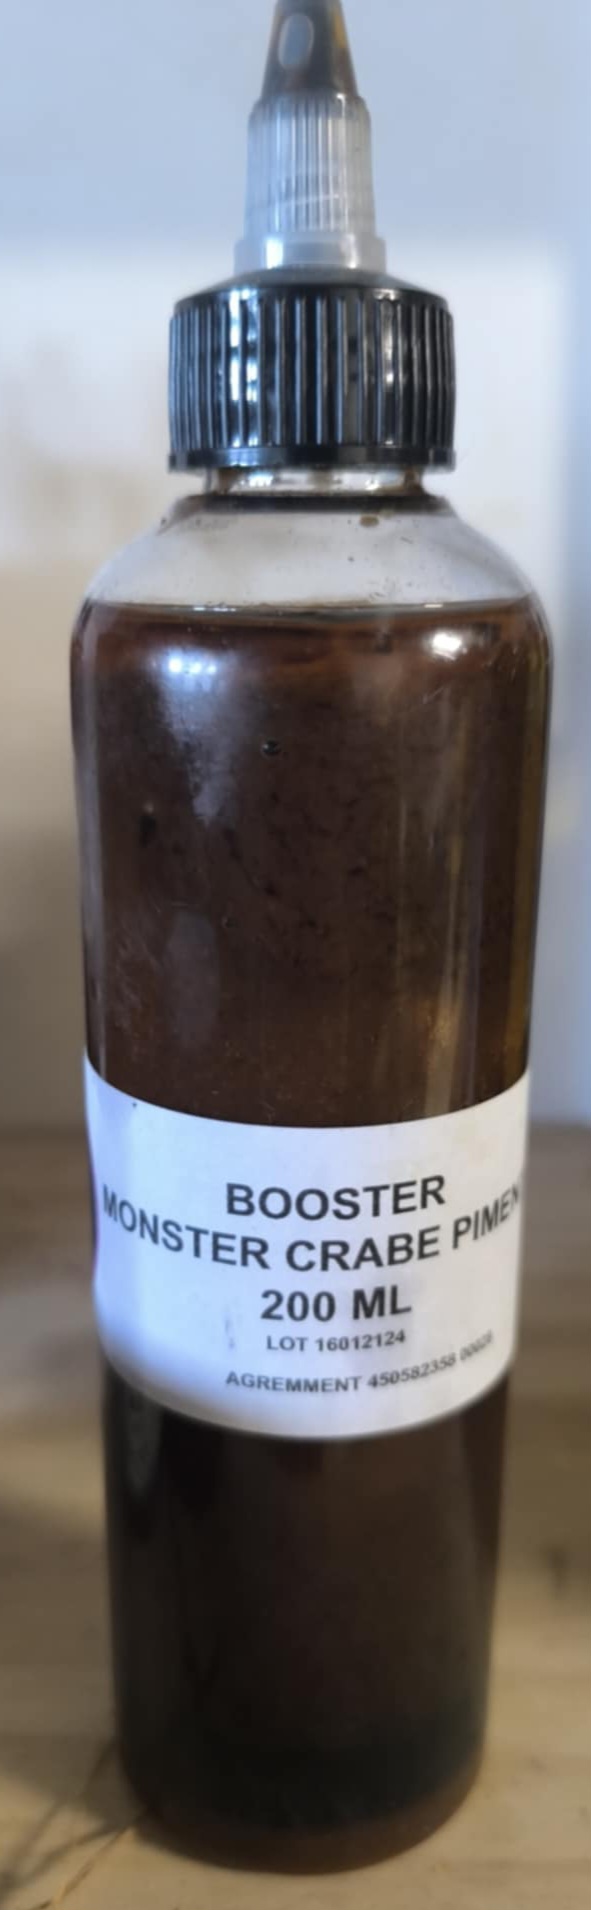 BOOSTER
MONSTER CRABE PIMEN
200 ML
LOT 16012124
AGREMMENT 450582358